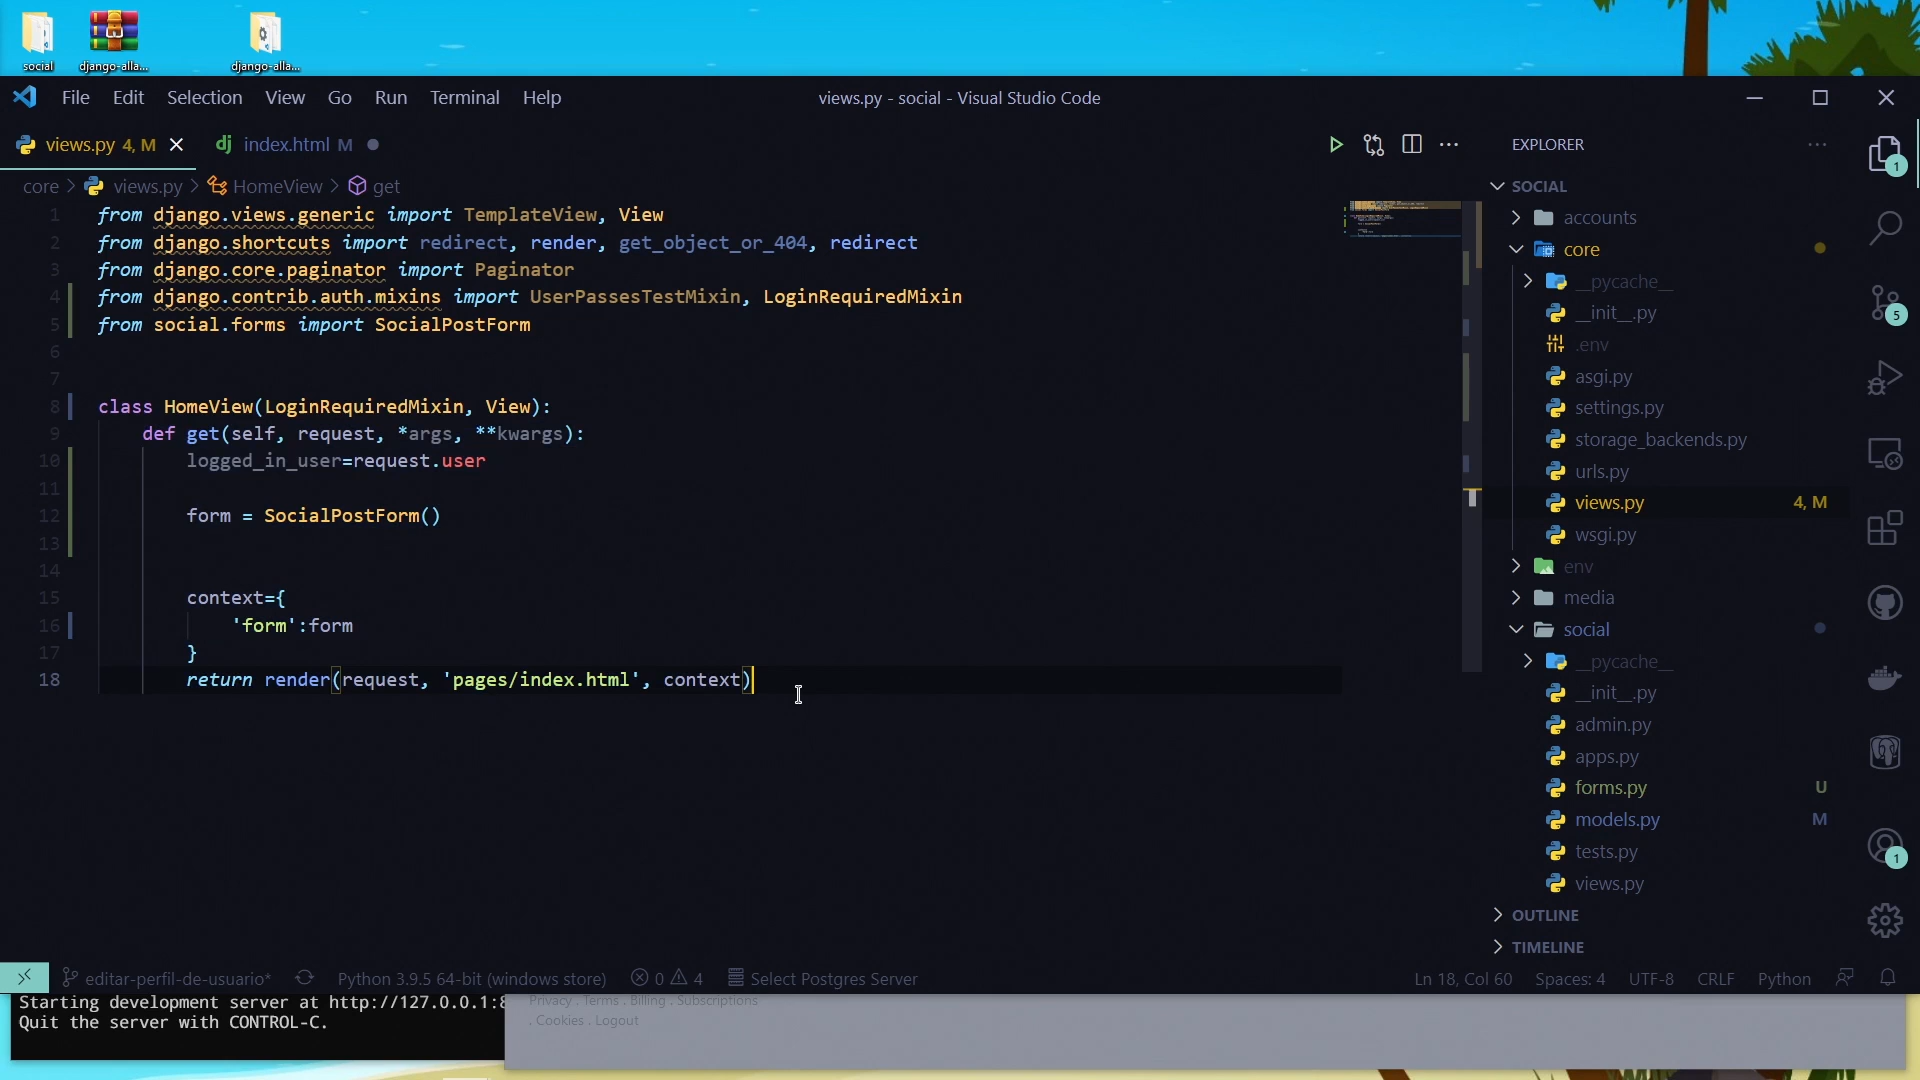 social
django-alla...
django-alla...
File Edit Selection View Go Run Terminal Help
views.py - social - Visual Studio Code
views.py 4, M
index.html M
EXPLORER
core > views.py > HomeView > get
SOCIAL
1 from django.views.generic import TemplateView, View
2 from django.shortcuts import redirect, render, get_object_or_404, redirect
3 from django.core.paginator import Paginator
4 from django.contrib.auth.mixins import UserPassesTestMixin, LoginRequiredMixin
5 from social.forms import SocialPostForm
6
7
8 class HomeView(LoginRequiredMixin, View):
9 def get(self, request, *args, **kwargs):
10 logged_in_user=request.user
11
12 form = SocialPostForm()
13
14
15 context={
16 'form':form
17 }
18 return render(request, 'pages/index.html', context)
accounts
core
__pycache__
__init__.py
.env
asgi.py
settings.py
storage_backends.py
urls.py
views.py 4, M
wsgi.py
env
media
social
__pycache__
__init__.py
admin.py
apps.py
forms.py U
models.py M
tests.py
views.py
OUTLINE
TIMELINE
1
5
1
editar-perfil-de-usuario*
Python 3.9.5 64-bit (windows store)
0 4
Select Postgres Server
Ln 18, Col 60
Spaces: 4
UTF-8
CRLF
Python
Starting development server at http://127.0.0.1:8
Quit the server with CONTROL-C.
Privacy . Terms . Billing . Subscriptions
. Cookies . Logout